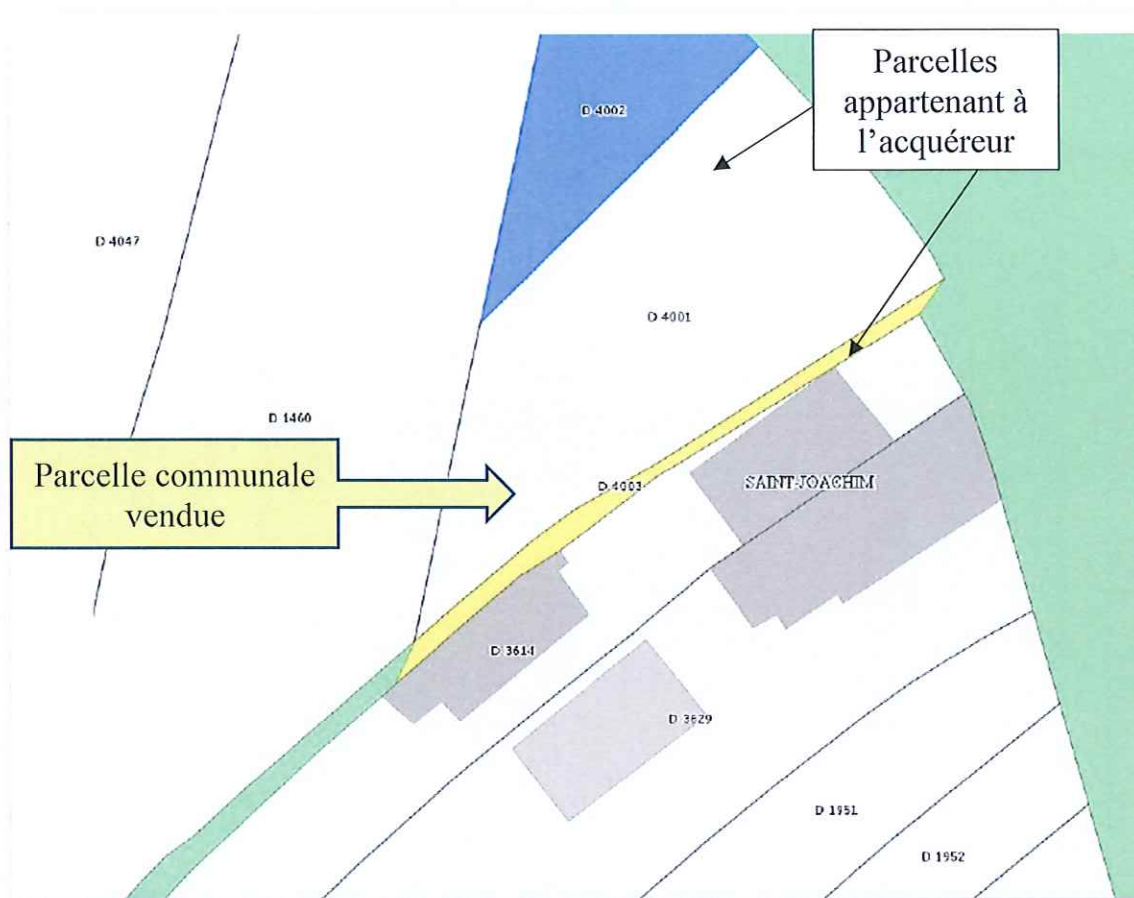 Parcelles
appartenant à
l’acquéreur
D 4002
D 4047
D 4001
D 1460
Parcelle communale
vendue
D 4003
SAINT-JOACHIM
D 3614
D 3629
D 1951
D 1952